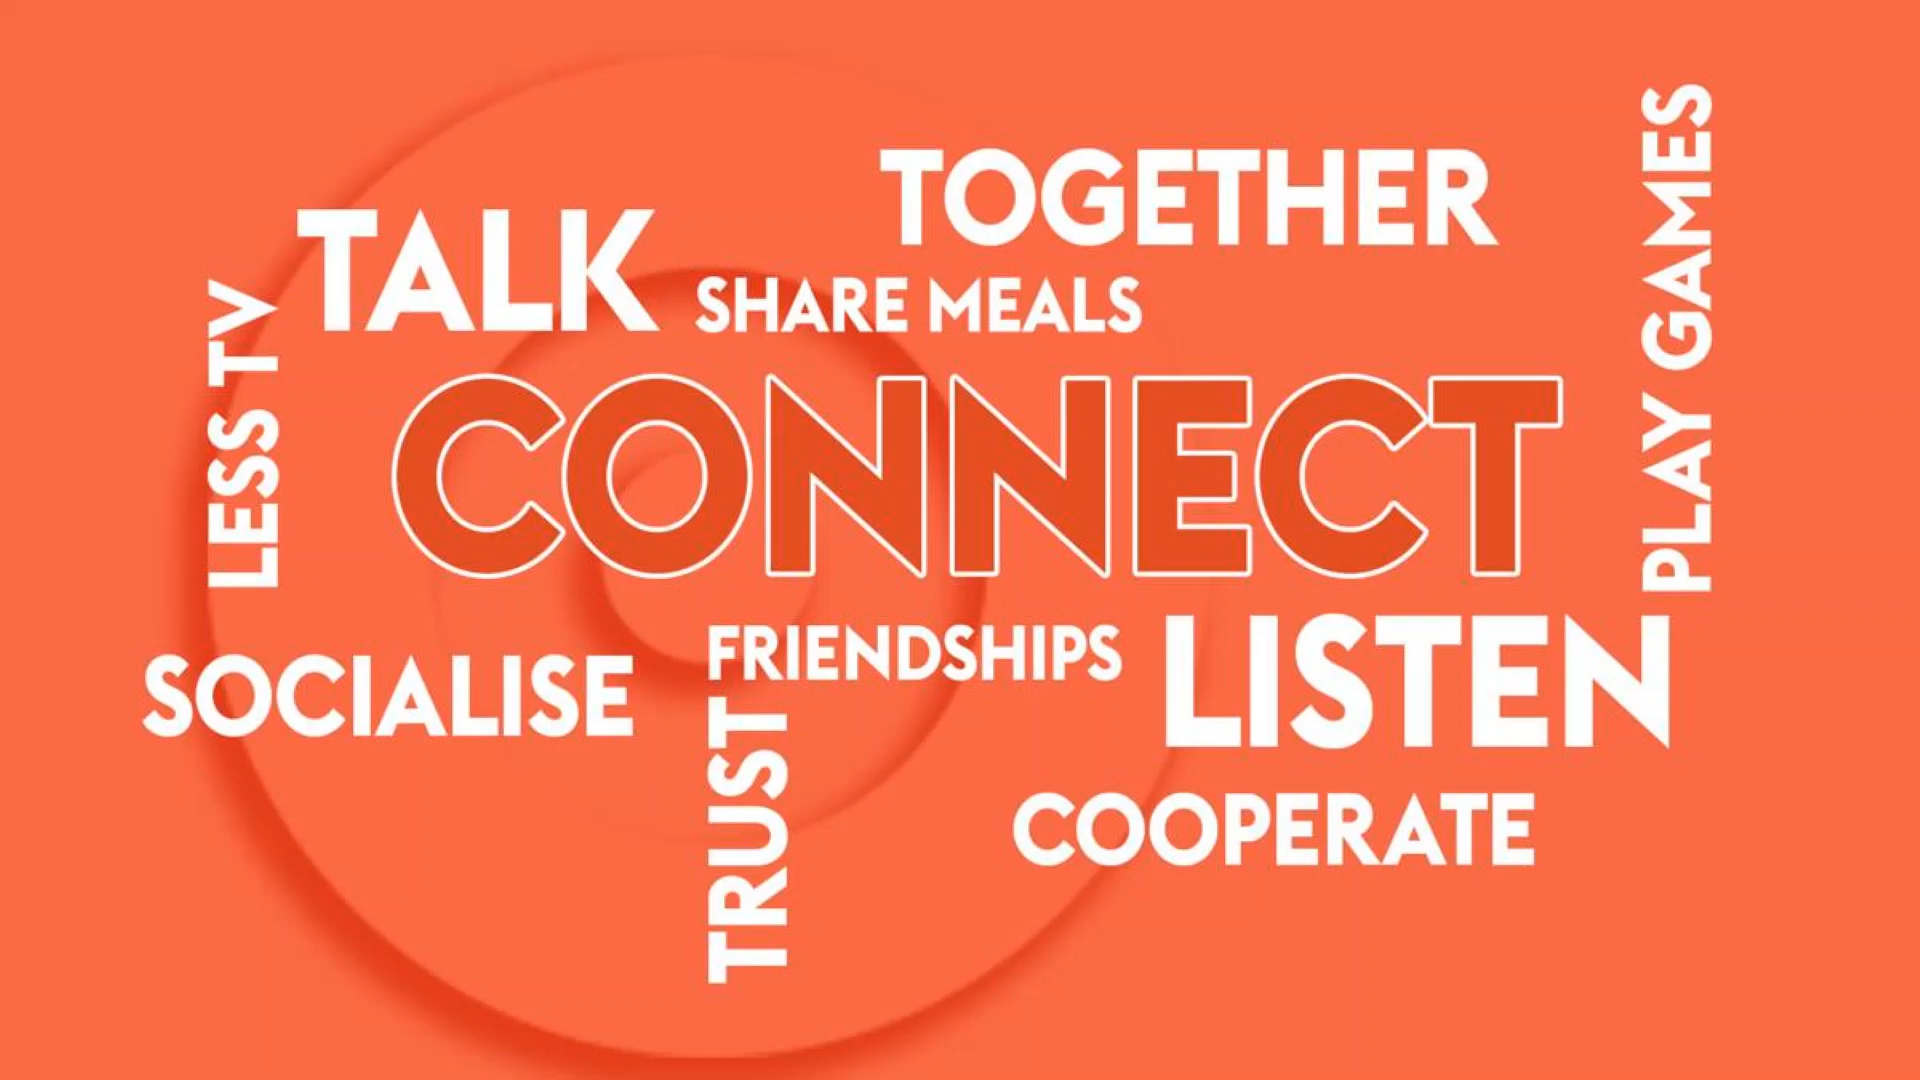 TOGETHER
TALK
SHARE MEALS
LESS TV
PLAY GAMES
CONNECT
SOCIALISE
FRIENDSHIPS
LISTEN
TRUST
COOPERATE